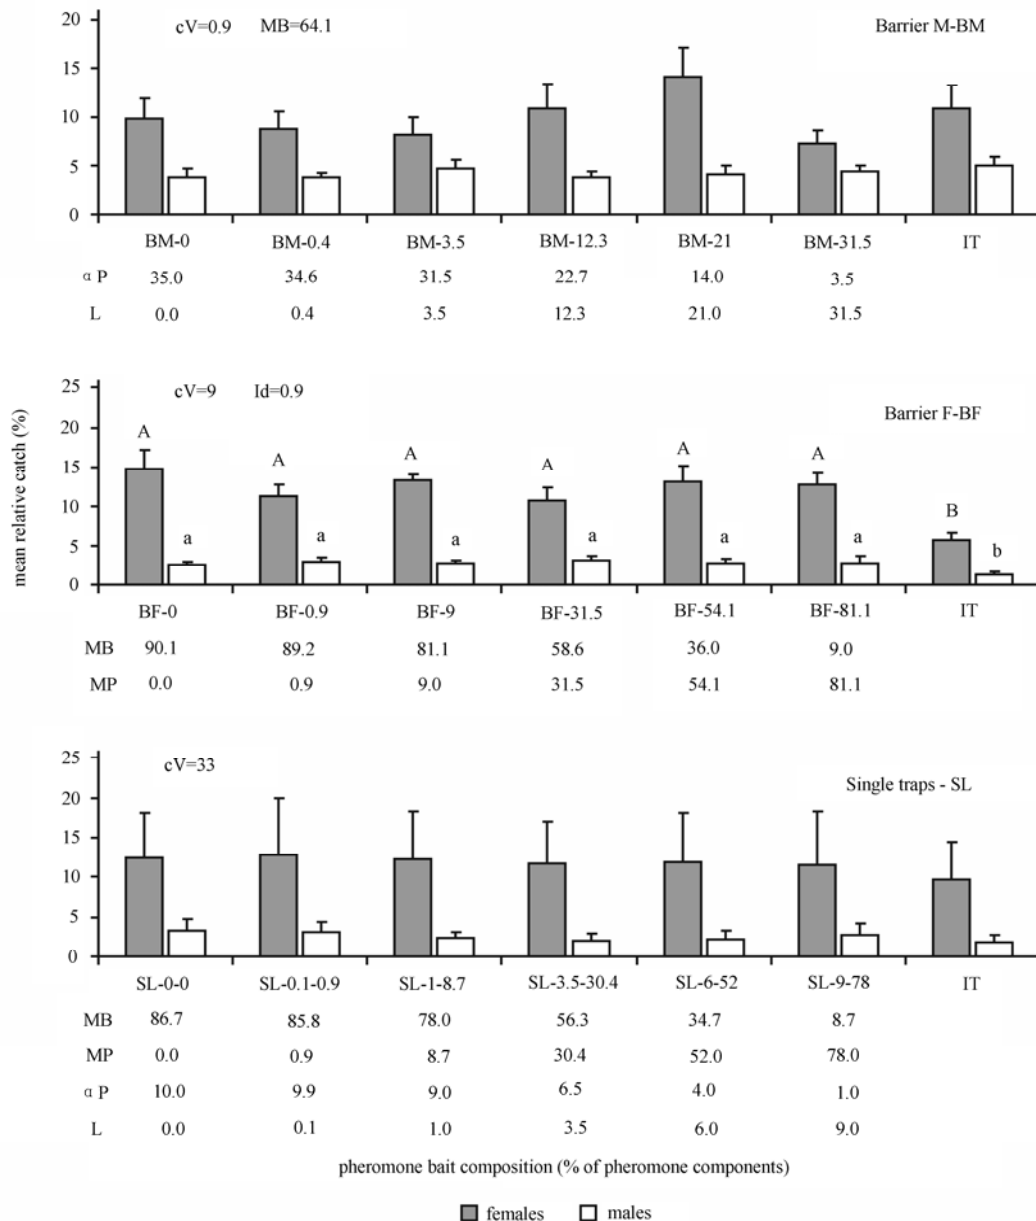 20
cV=0.9 MB=64.1 Barrier M-BM
15
10
5
0
BM-0 BM-0.4 BM-3.5 BM-12.3 BM-21 BM-31.5 IT
α P 35.0 34.6 31.5 22.7 14.0 3.5
L 0.0 0.4 3.5 12.3 21.0 31.5
mean relative catch (%)
25
cV=9 Id=0.9 Barrier F-BF
20
A A A A A A B
15
10
a a a a a a b
5
0
BF-0 BF-0.9 BF-9 BF-31.5 BF-54.1 BF-81.1 IT
MB 90.1 89.2 81.1 58.6 36.0 9.0
MP 0.0 0.9 9.0 31.5 54.1 81.1
25
cV=33 Single traps - SL
20
15
10
5
0
SL-0-0 SL-0.1-0.9 SL-1-8.7 SL-3.5-30.4 SL-6-52 SL-9-78 IT
MB 86.7 85.8 78.0 56.3 34.7 8.7
MP 0.0 0.9 8.7 30.4 52.0 78.0
α P 10.0 9.9 9.0 6.5 4.0 1.0
L 0.0 0.1 1.0 3.5 6.0 9.0
pheromone bait composition (% of pheromone components)
females males